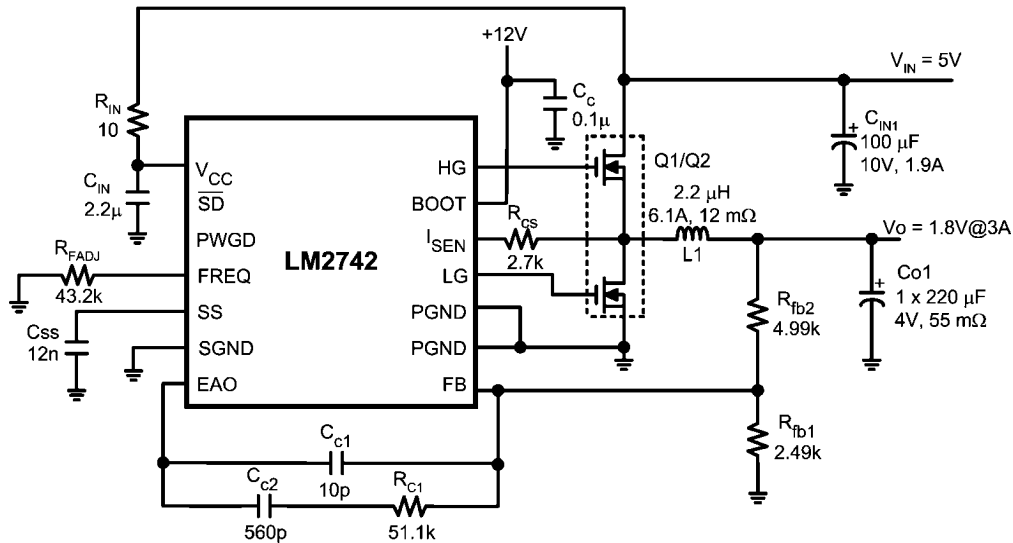 +12V
V_IN = 5V
R_IN
10
C_c
0.1μ
C_IN1
100 μF
10V, 1.9A
+
V_CC
HG
Q1/Q2
C_IN
2.2μ
SD
BOOT
2.2 μH
6.1A, 12 mΩ
R_cs
PWGD
I_SEN
Vo = 1.8V@3A
LM2742
L1
R_FADJ
43.2k
FREQ
2.7k
LG
Co1
1 x 220 μF
4V, 55 mΩ
+
R_fb2
4.99k
Css
12n
SS
PGND
SGND
PGND
EAO
FB
R_fb1
2.49k
C_c1
10p
C_c2
560p
R_C1
51.1k